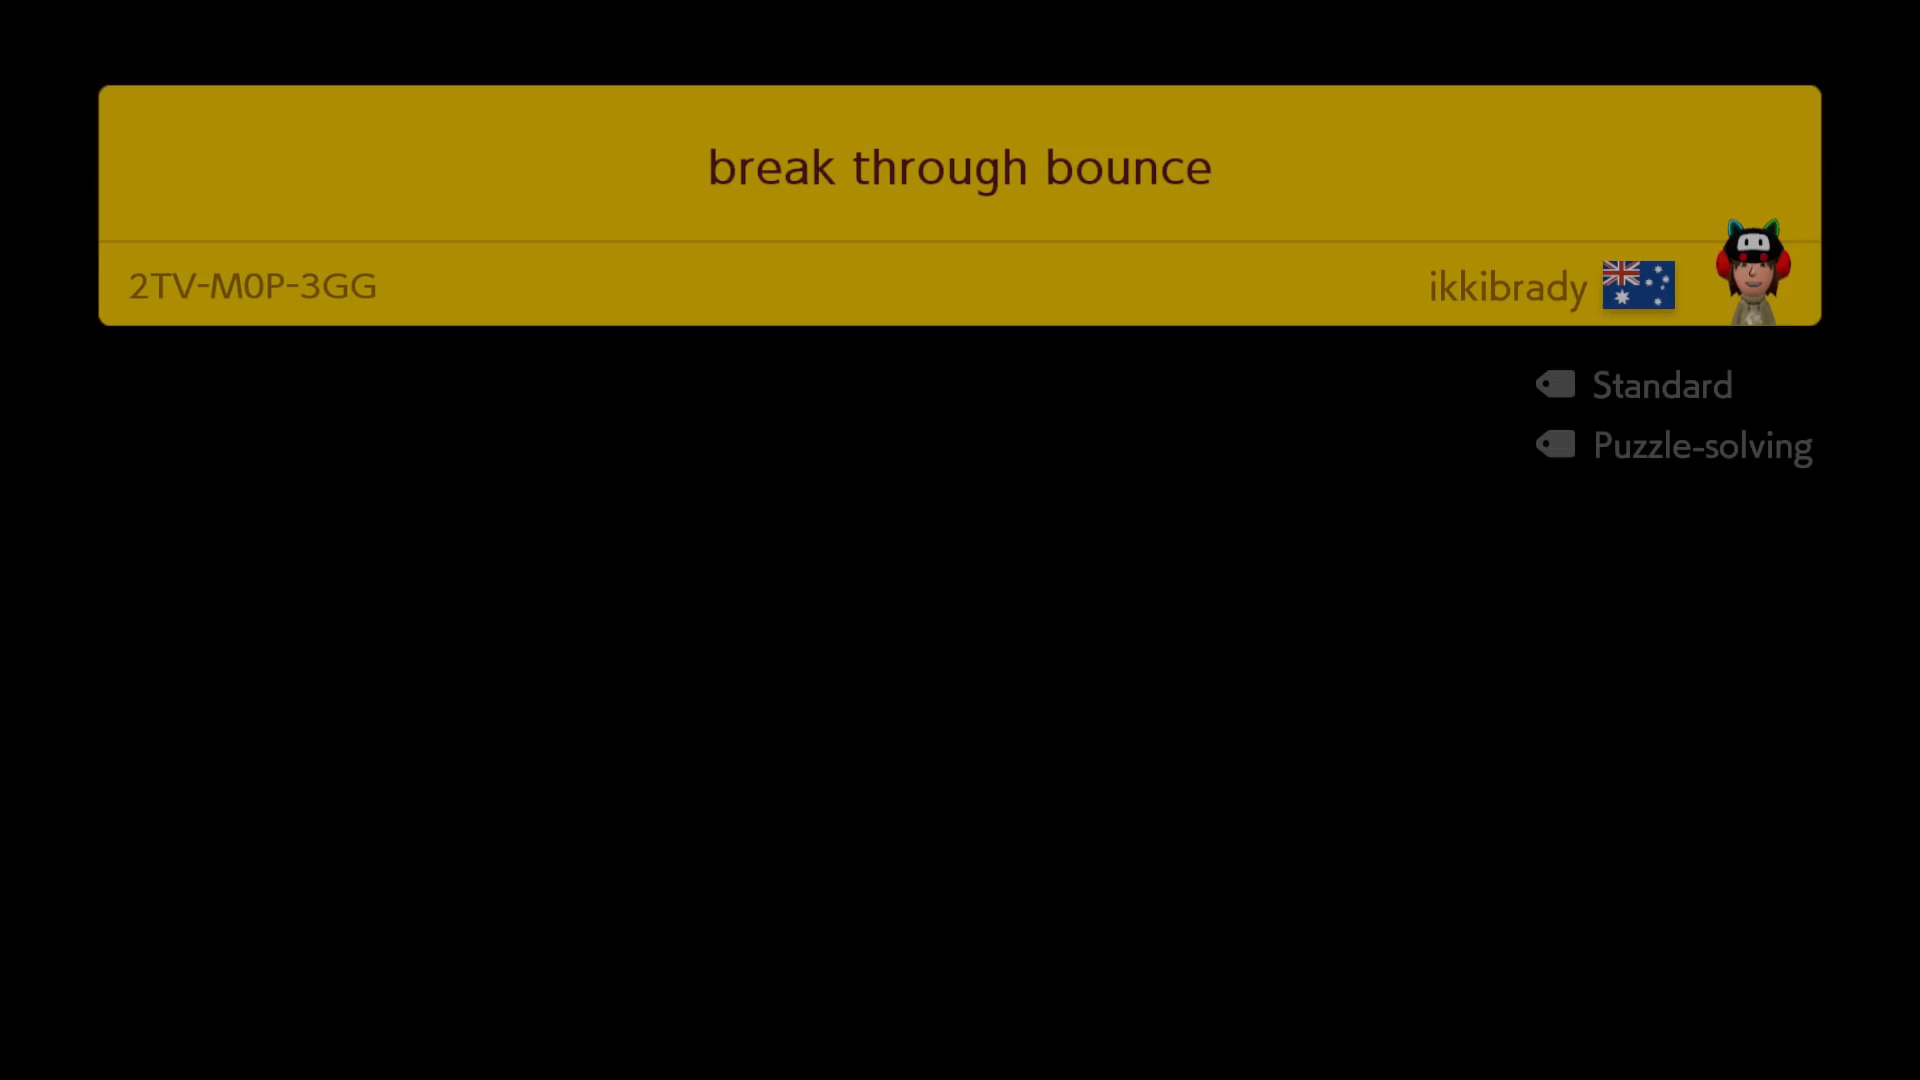 break through bounce
2TV-M0P-3GG
ikkibrady
Standard
Puzzle-solving